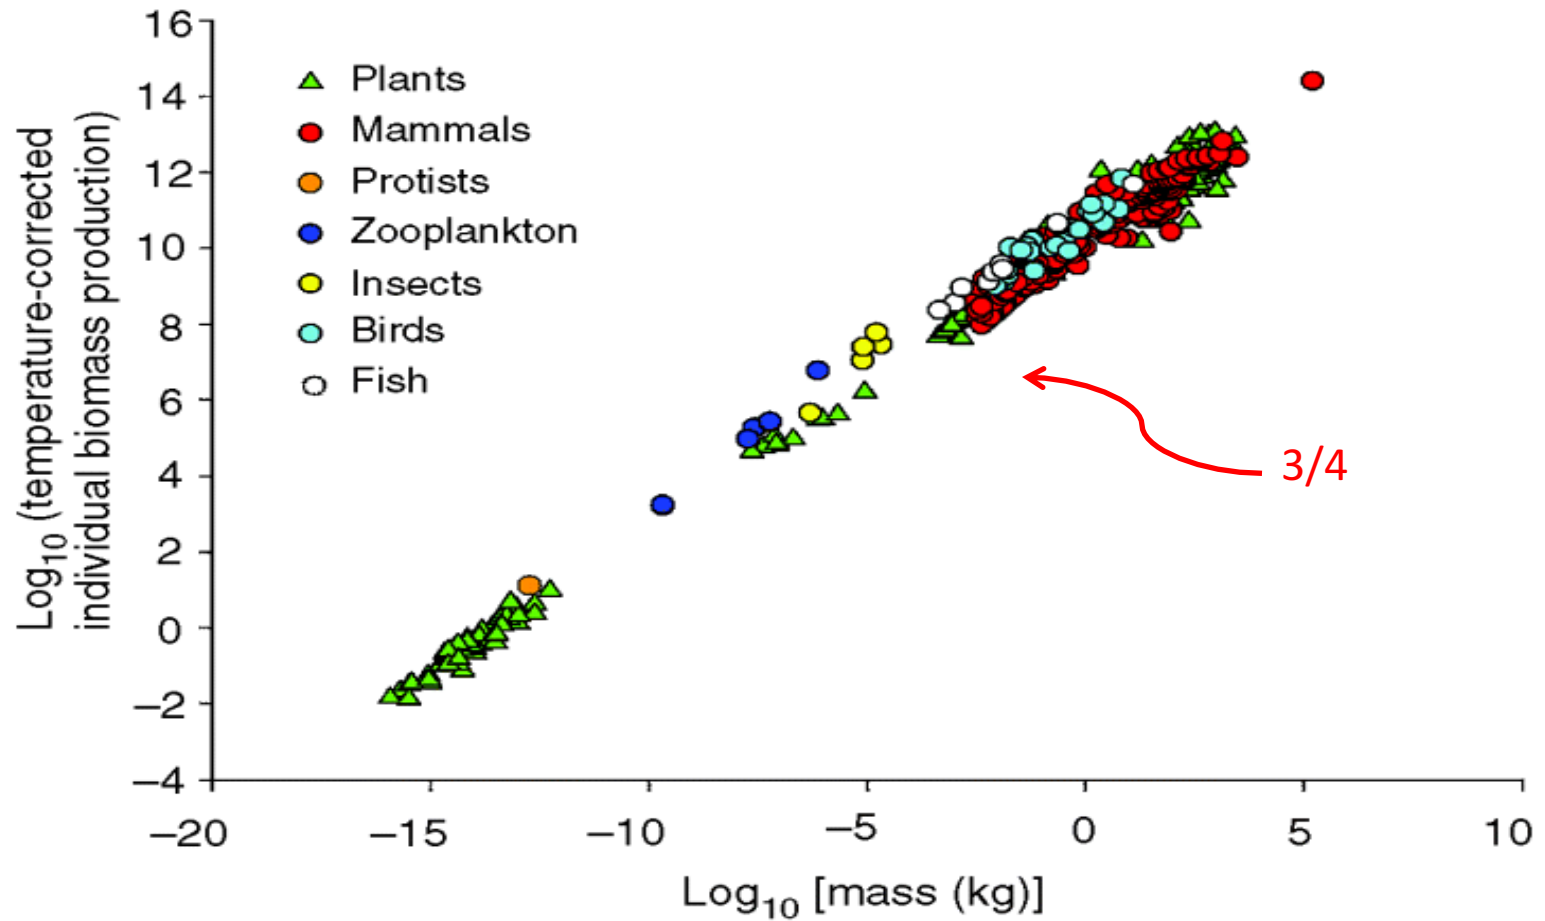 16
14
12
10
8
6
4
2
0
−2
−4
Log10 (temperature-corrected
individual biomass production)
Plants
Mammals
Protists
Zooplankton
Insects
Birds
Fish
3/4
−20 −15 −10 −5 0 5 10
Log10 [mass (kg)]